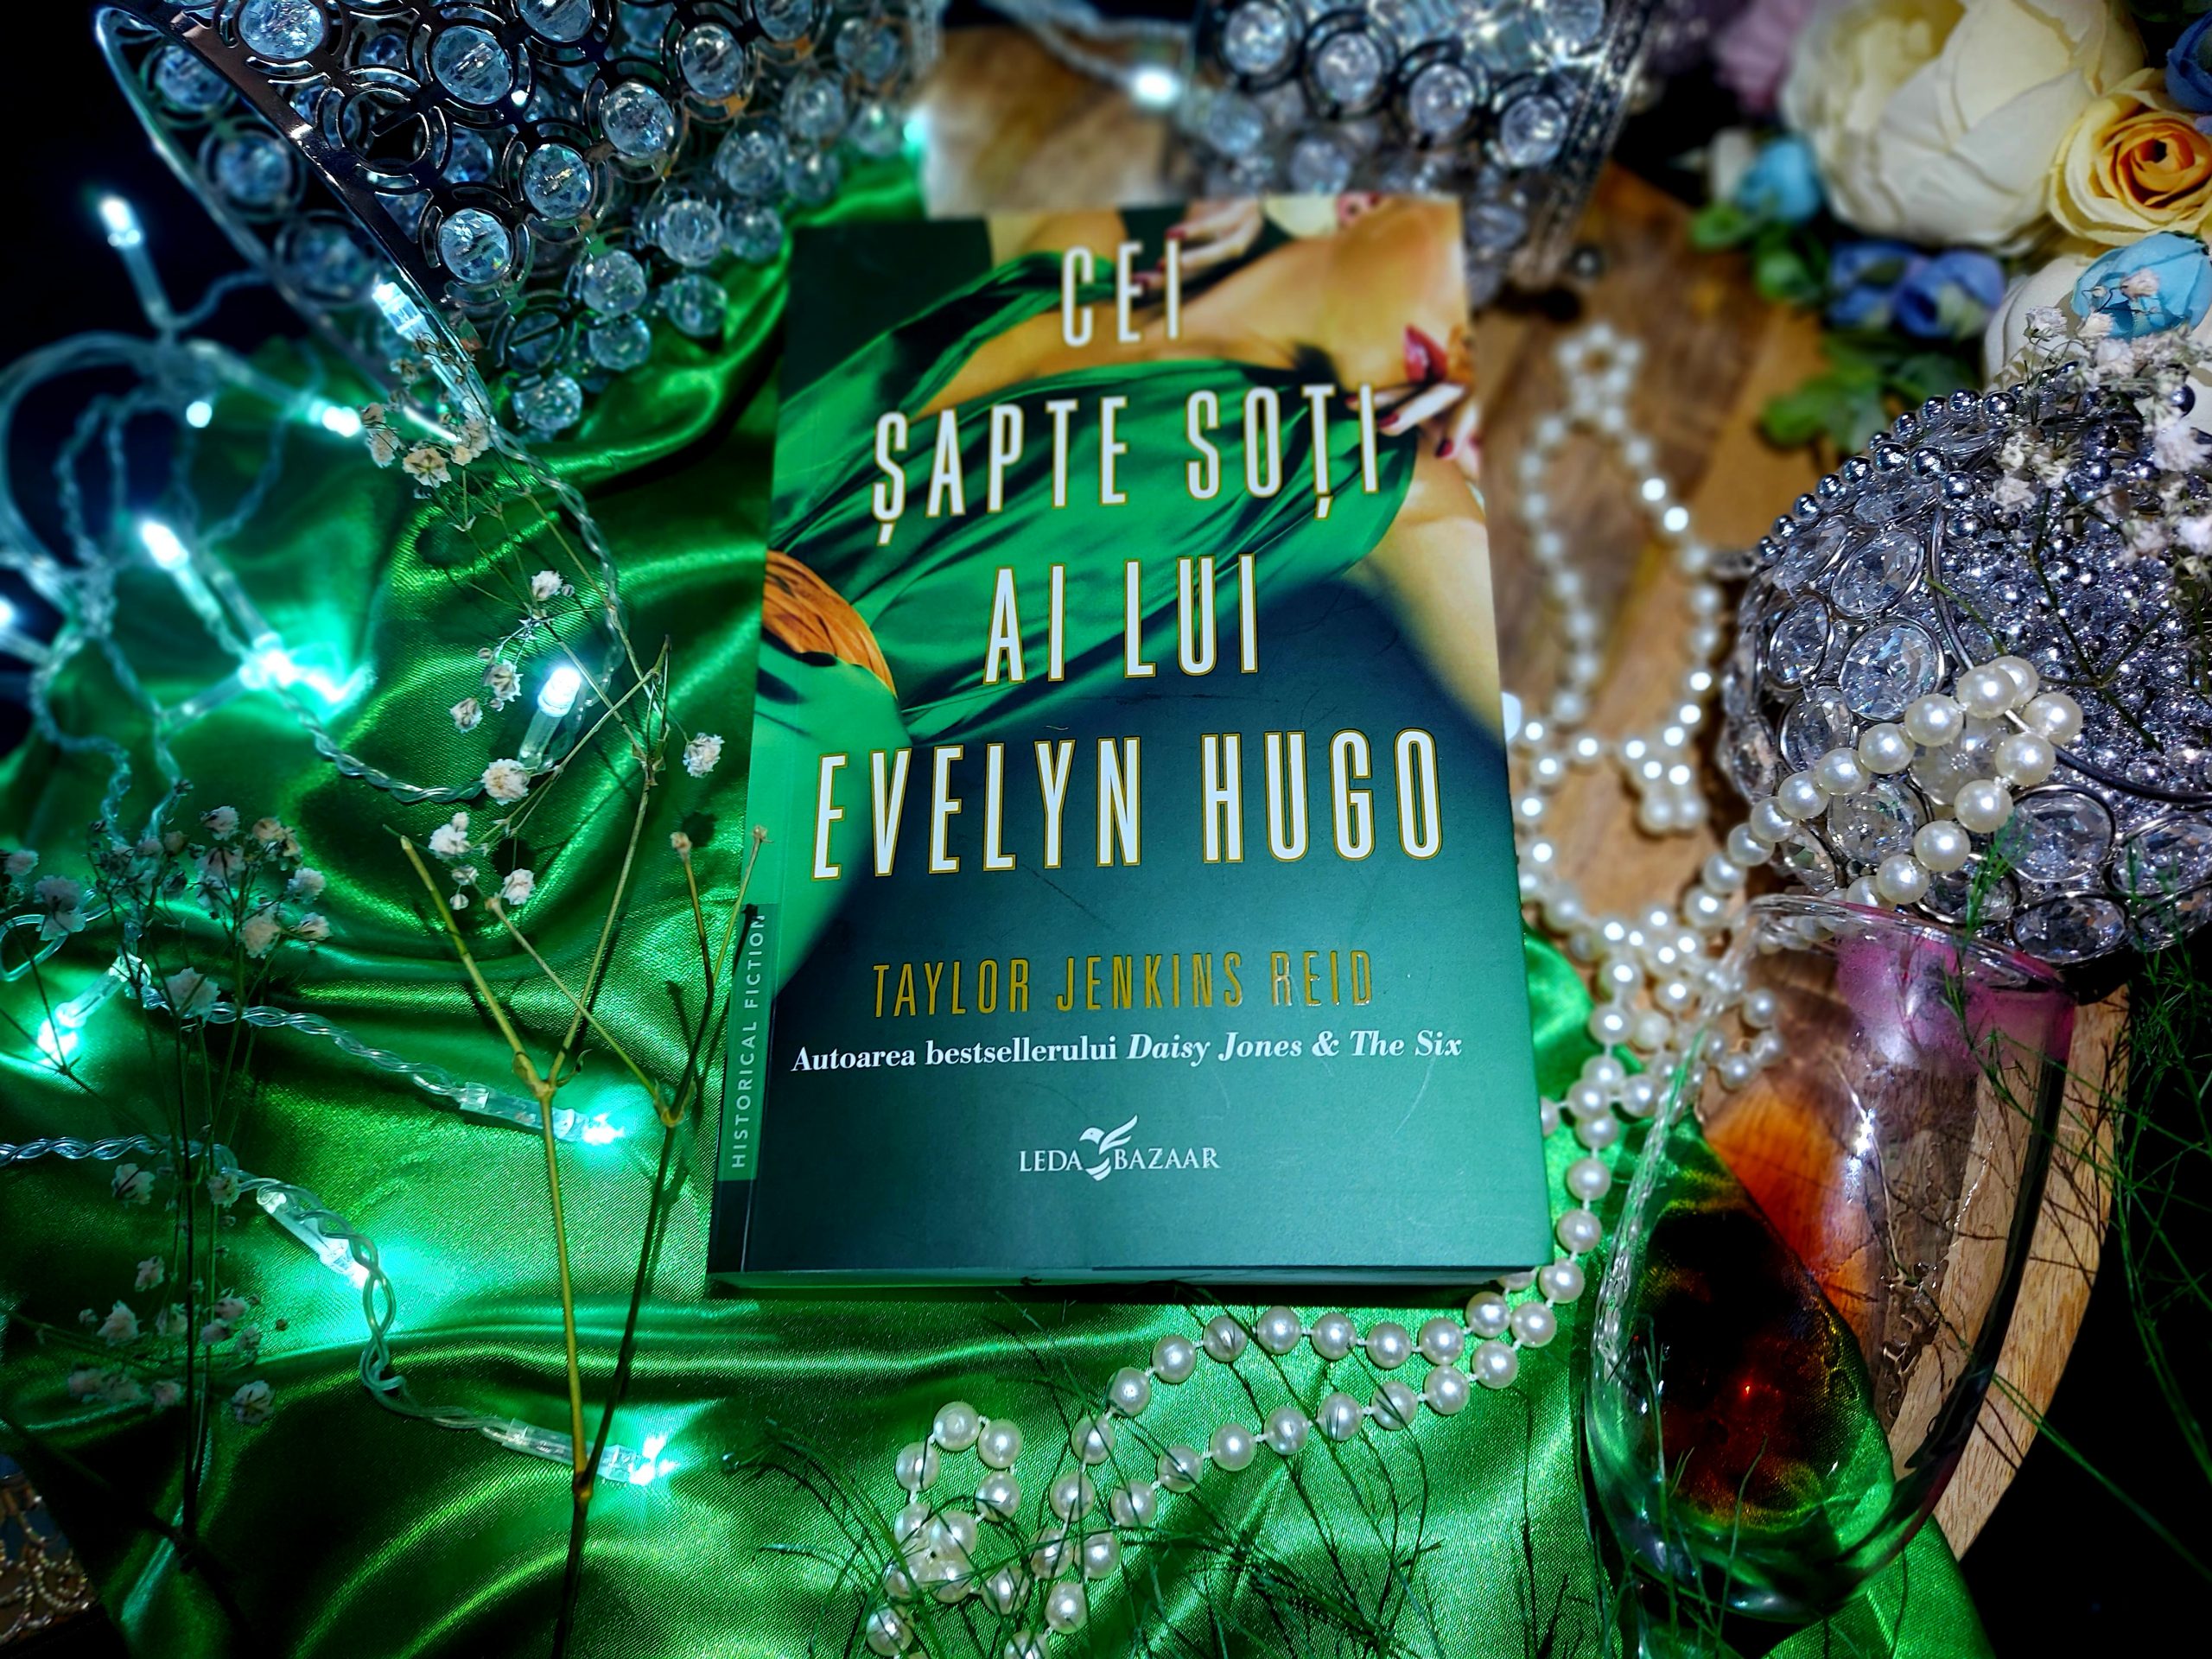 CEI
ȘAPTE SOȚI
AI LUI
EVELYN HUGO
TAYLOR JENKINS REID
Autoarea bestsellerului Daisy Jones & The Six
LEDA BAZAAR
HISTORICAL FICTION